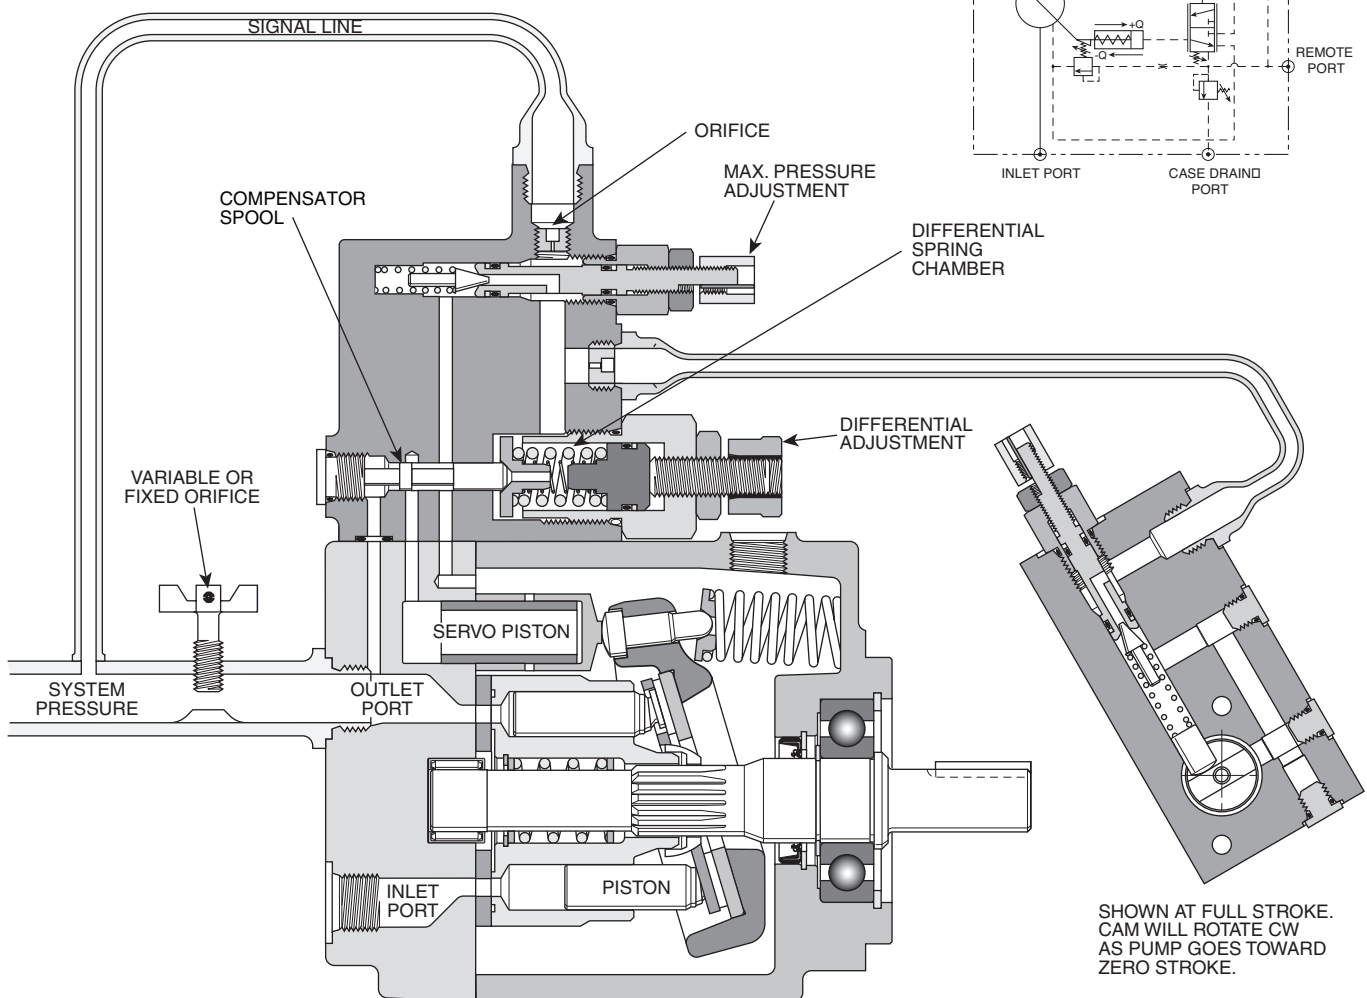 SIGNAL LINE
+Q
-Q
REMOTE
PORT
INLET PORT
CASE DRAIN□
PORT
ORIFICE
MAX. PRESSURE
ADJUSTMENT
COMPENSATOR
SPOOL
DIFFERENTIAL
SPRING
CHAMBER
DIFFERENTIAL
ADJUSTMENT
VARIABLE OR
FIXED ORIFICE
SERVO PISTON
SYSTEM
PRESSURE
OUTLET
PORT
INLET
PORT
PISTON
SHOWN AT FULL STROKE.
CAM WILL ROTATE CW
AS PUMP GOES TOWARD
ZERO STROKE.